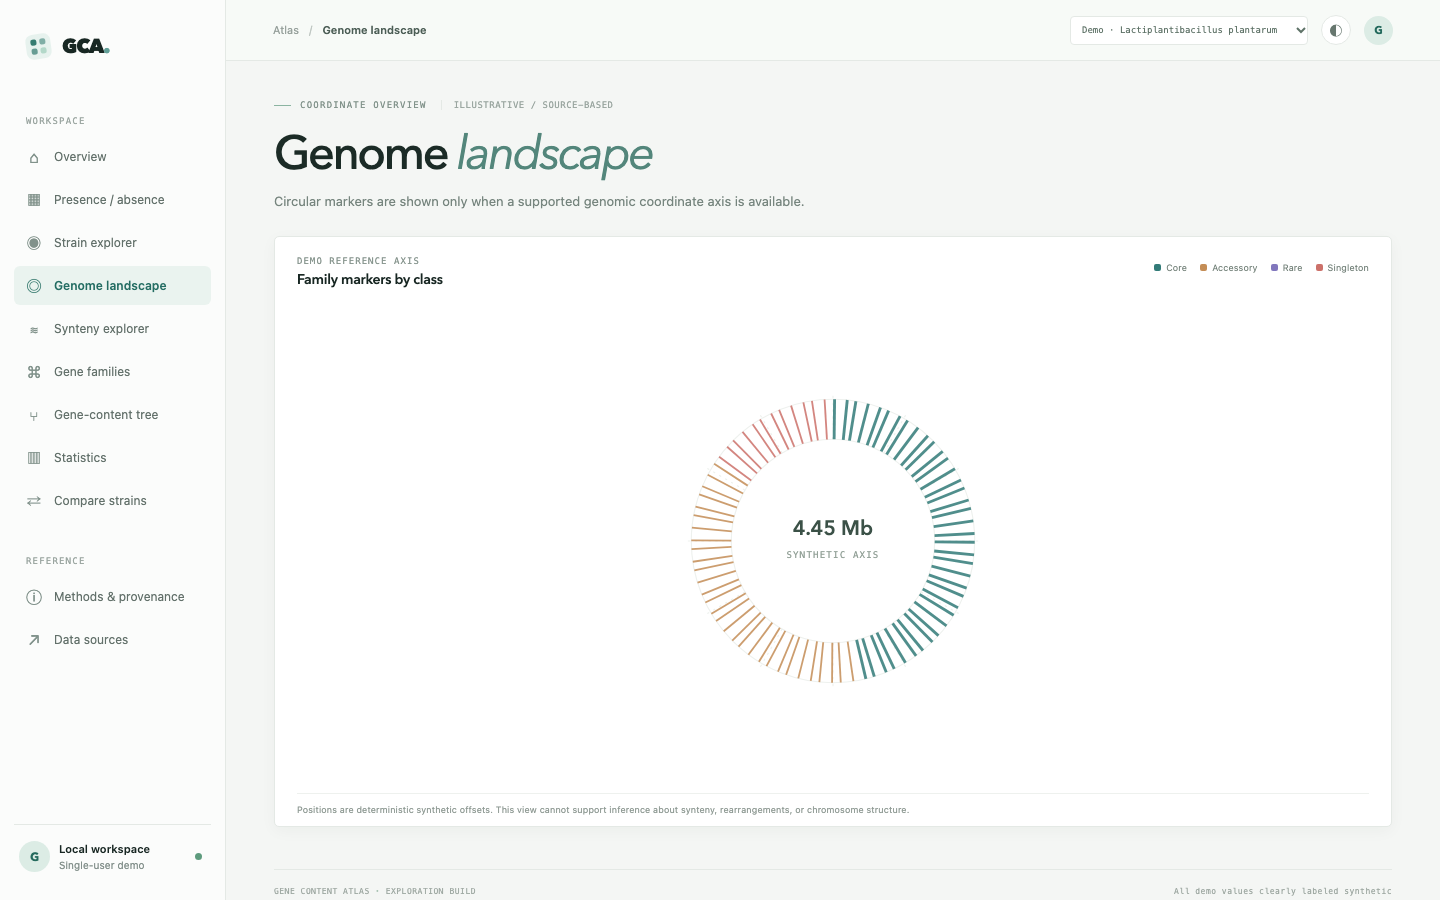 GCA.
Atlas / Genome landscape
Demo · Lactiplantibacillus plantarum
G
WORKSPACE
Overview
Presence / absence
Strain explorer
Genome landscape
Synteny explorer
Gene families
Gene-content tree
Statistics
Compare strains
REFERENCE
Methods & provenance
Data sources
G
Local workspace
Single-user demo
COORDINATE OVERVIEW
ILLUSTRATIVE / SOURCE-BASED
Genome landscape
Circular markers are shown only when a supported genomic coordinate axis is available.
DEMO REFERENCE AXIS
Family markers by class
Core
Accessory
Rare
Singleton
4.45 Mb
SYNTHETIC AXIS
Positions are deterministic synthetic offsets. This view cannot support inference about synteny, rearrangements, or chromosome structure.
GENE CONTENT ATLAS · EXPLORATION BUILD
All demo values clearly labeled synthetic